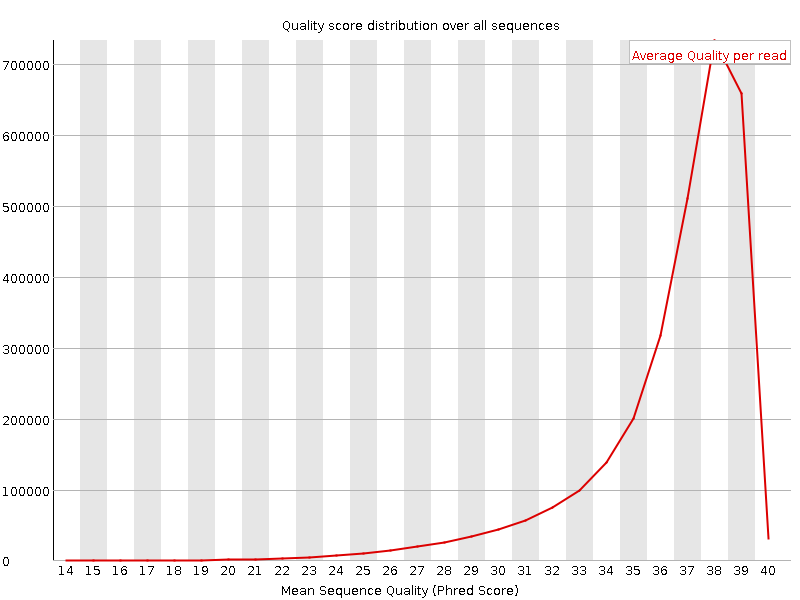 Quality score distribution over all sequences
Average Quality per read
700000
600000
500000
400000
300000
200000
100000
0
14 15 16 17 18 19 20 21 22 23 24 25 26 27 28 29 30 31 32 33 34 35 36 37 38 39 40
Mean Sequence Quality (Phred Score)